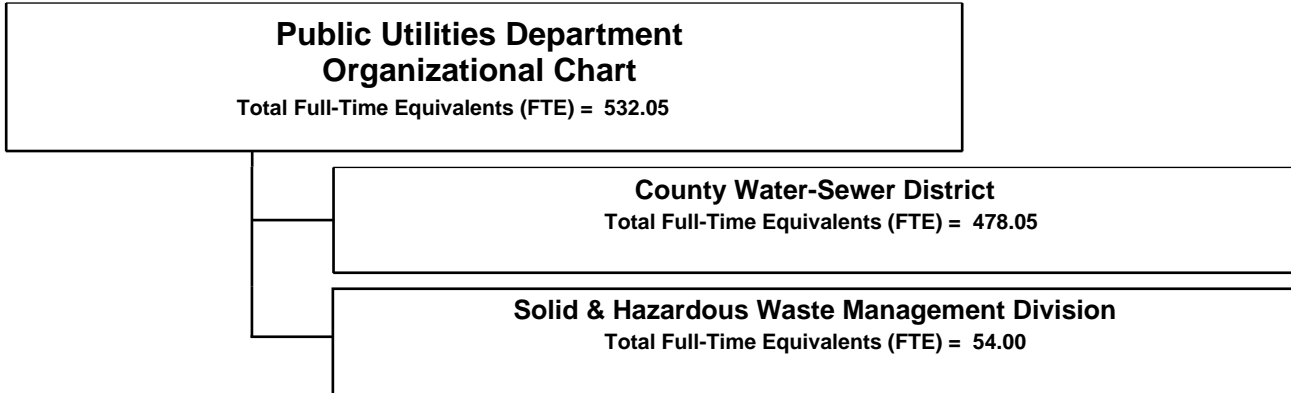 Public Utilities Department
Organizational Chart
Total Full-Time Equivalents (FTE) = 532.05
County Water-Sewer District
Total Full-Time Equivalents (FTE) = 478.05
Solid & Hazardous Waste Management Division
Total Full-Time Equivalents (FTE) = 54.00